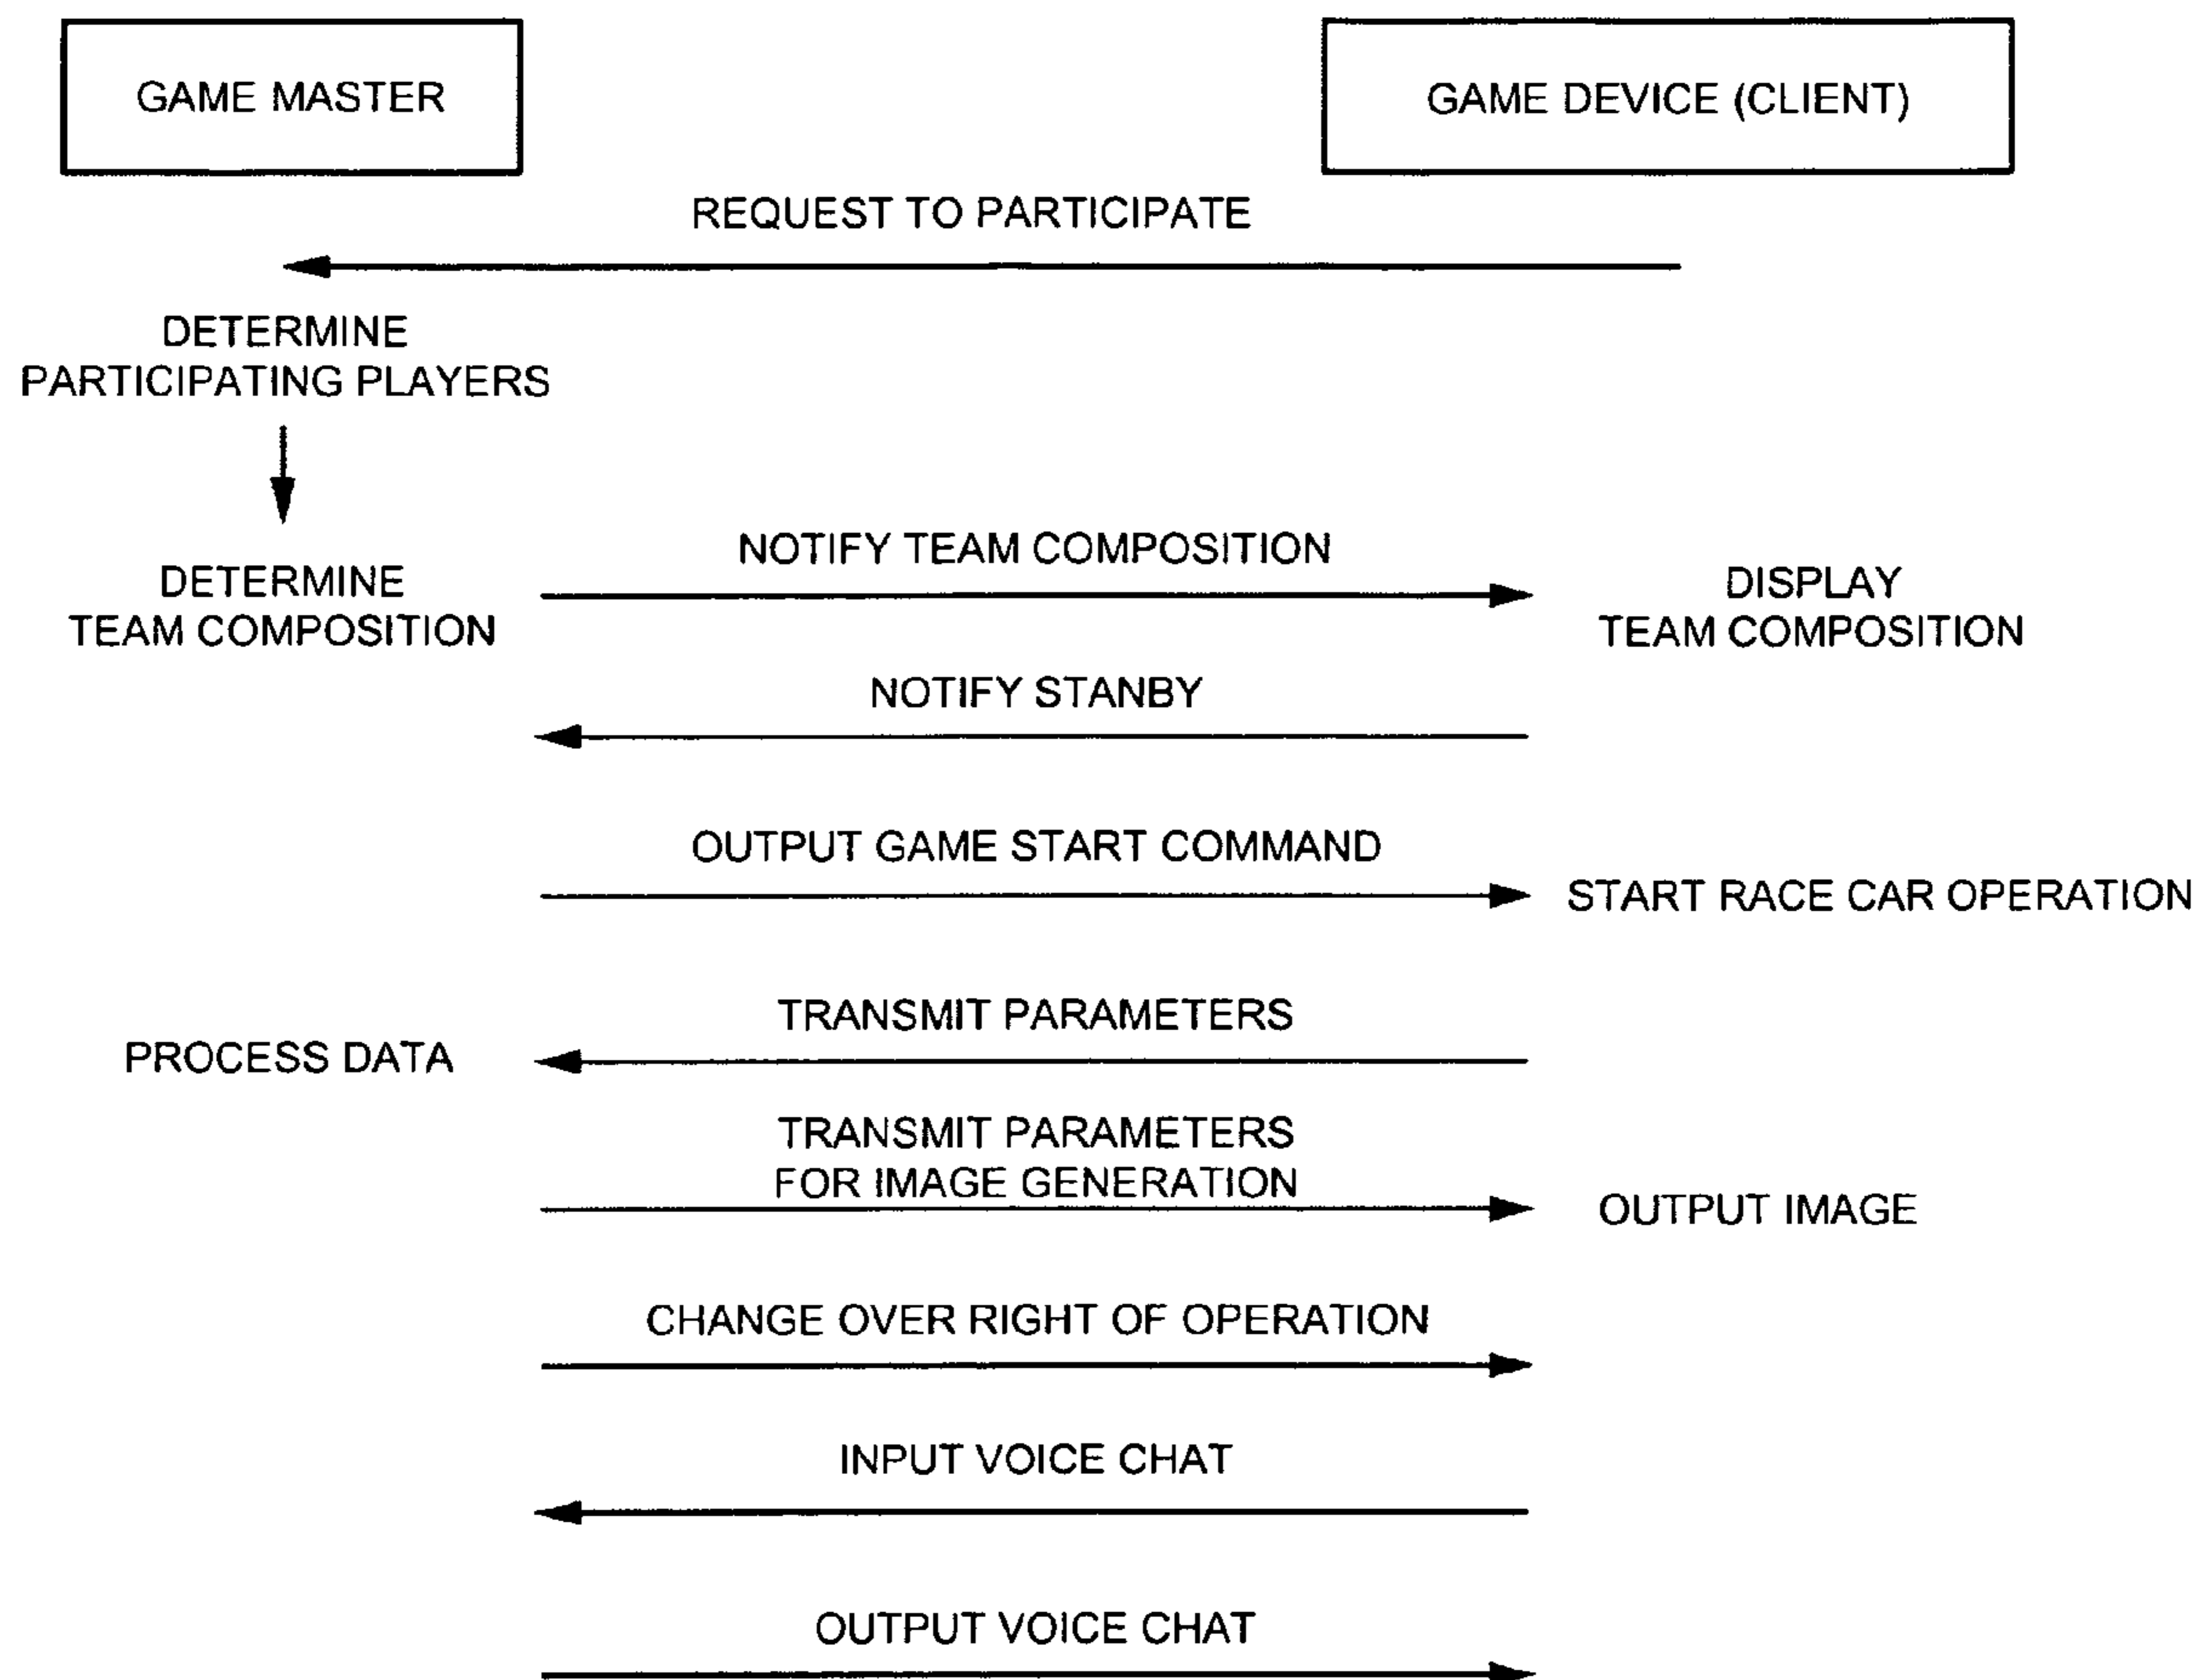 GAME MASTER
GAME DEVICE (CLIENT)
REQUEST TO PARTICIPATE
DETERMINE
PARTICIPATING PLAYERS
DETERMINE
TEAM COMPOSITION
NOTIFY TEAM COMPOSITION
DISPLAY
TEAM COMPOSITION
NOTIFY STANBY
OUTPUT GAME START COMMAND
START RACE CAR OPERATION
TRANSMIT PARAMETERS
PROCESS DATA
TRANSMIT PARAMETERS
FOR IMAGE GENERATION
OUTPUT IMAGE
CHANGE OVER RIGHT OF OPERATION
INPUT VOICE CHAT
OUTPUT VOICE CHAT